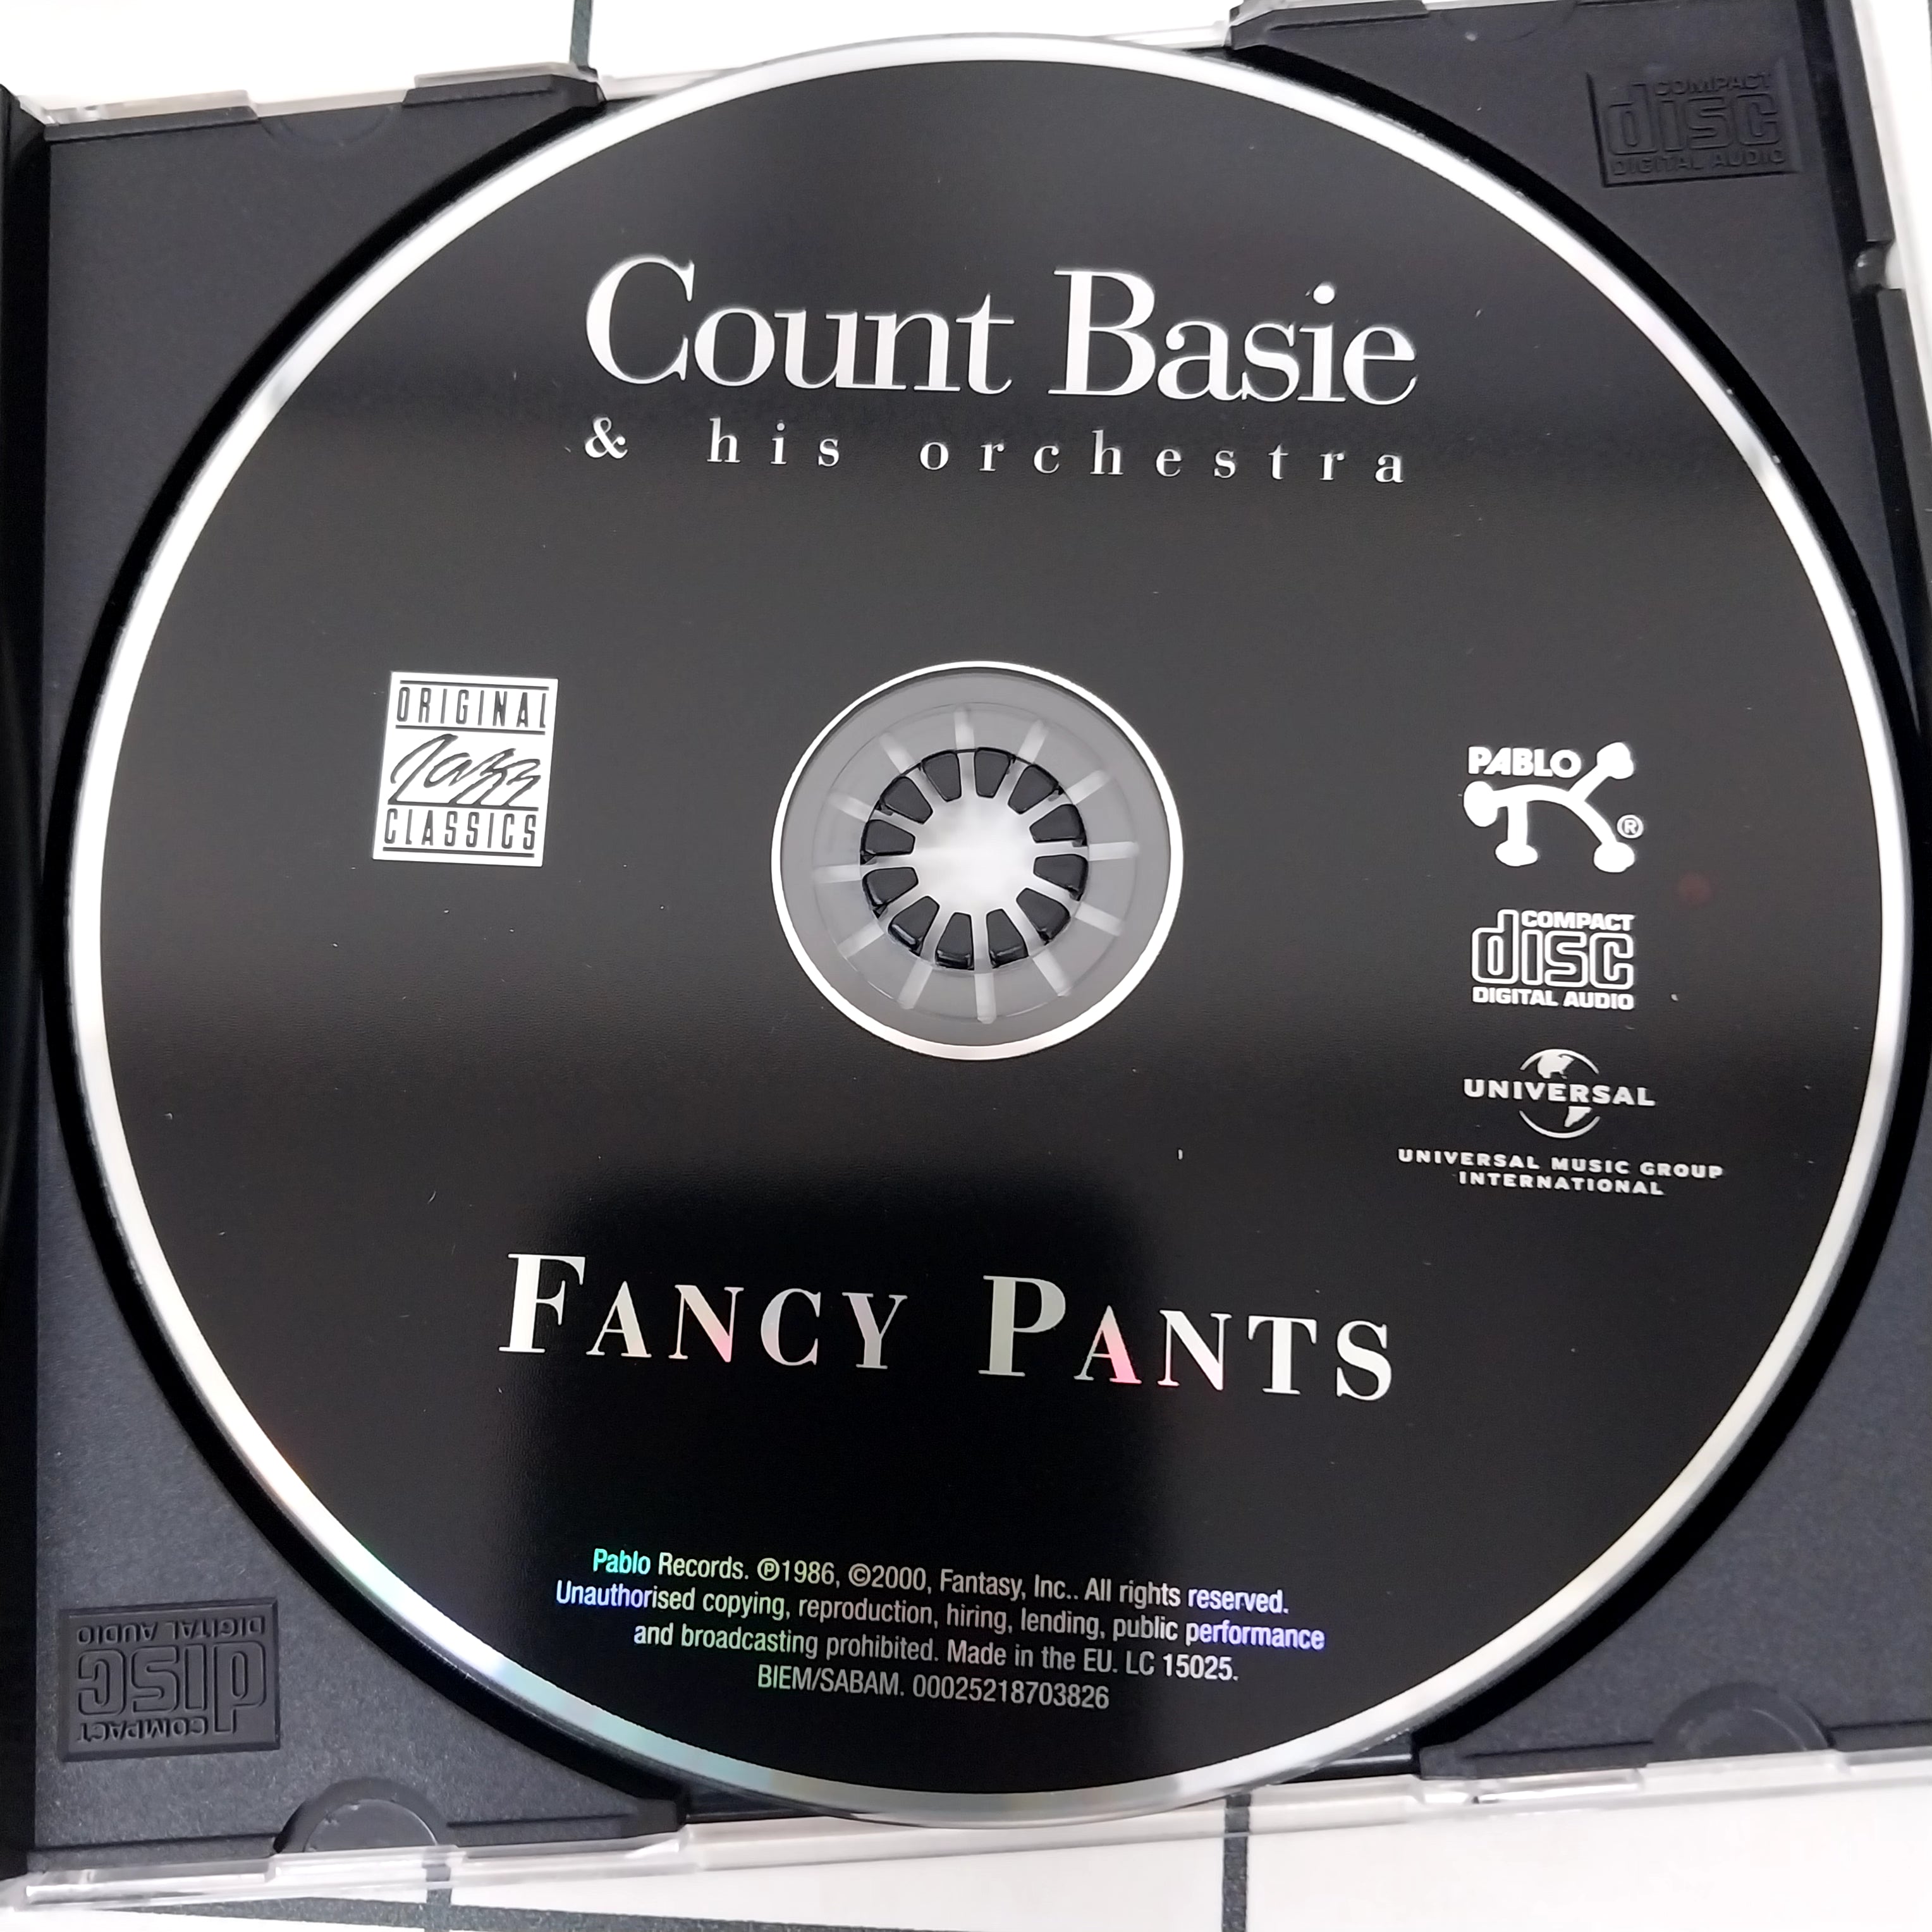 COMPACT
disc
DIGITAL AUDIO
Count Basie
& his orchestra
ORIGINAL
Jazz
CLASSICS
PABLO
®
COMPACT
disc
DIGITAL AUDIO
UNIVERSAL
UNIVERSAL MUSIC GROUP
INTERNATIONAL
FANCY PANTS
Pablo Records. ℗1986, ©2000, Fantasy, Inc.. All rights reserved.
Unauthorised copying, reproduction, hiring, lending, public performance
and broadcasting prohibited. Made in the EU. LC 15025.
BIEM/SABAM. 00025218703826
COMPACT
disc
DIGITAL AUDIO